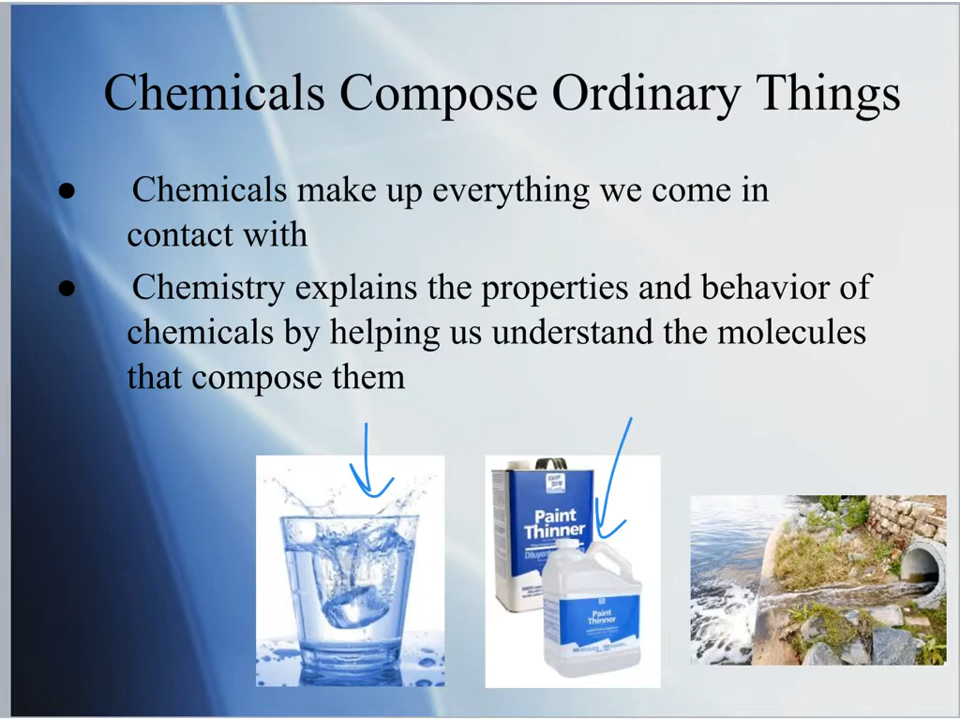 Chemicals Compose Ordinary Things
● Chemicals make up everything we come in
contact with
● Chemistry explains the properties and behavior of
chemicals by helping us understand the molecules
that compose them
Paint
Thinner
Paint
Thinner